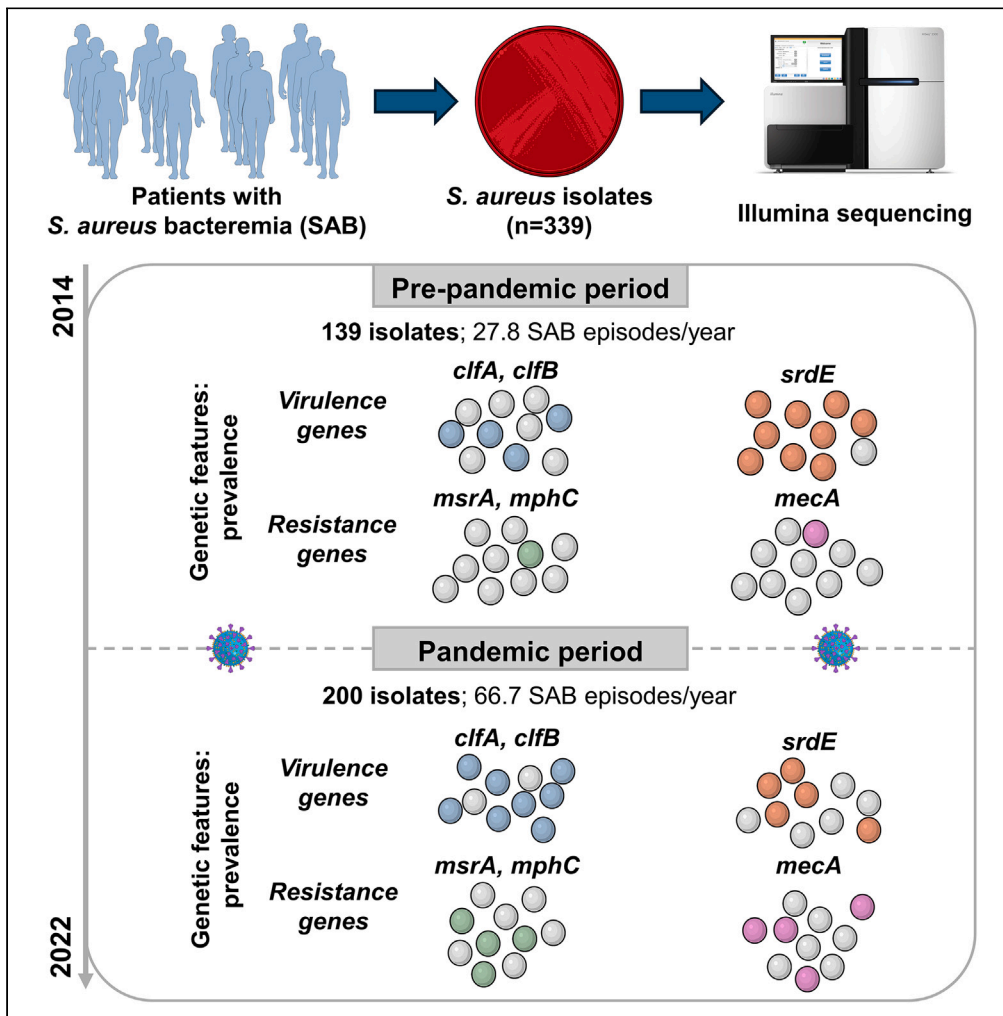 Patients with
S. aureus bacteremia (SAB)
S. aureus isolates
(n=339)
Illumina sequencing
2014
Pre-pandemic period
139 isolates; 27.8 SAB episodes/year
Genetic features:
prevalence
Virulence
genes
clfA, clfB
srdE
Resistance
genes
msrA, mphC
mecA
Pandemic period
200 isolates; 66.7 SAB episodes/year
Genetic features:
prevalence
Virulence
genes
clfA, clfB
srdE
Resistance
genes
msrA, mphC
mecA
2022